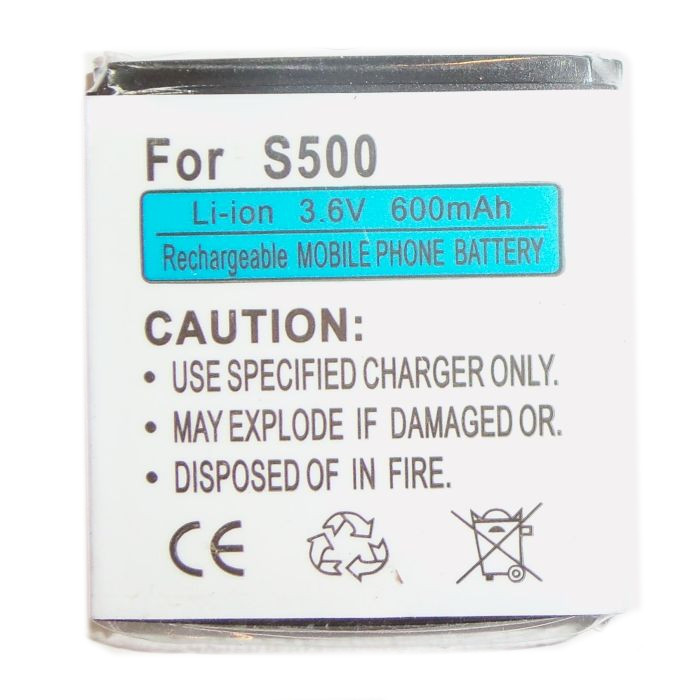 For S500
Li-ion 3.6V 600mAh
Rechargeable MOBILE PHONE BATTERY
CAUTION:
• USE SPECIFIED CHARGER ONLY.
• MAY EXPLODE IF DAMAGED OR.
• DISPOSED OF IN FIRE.
CE